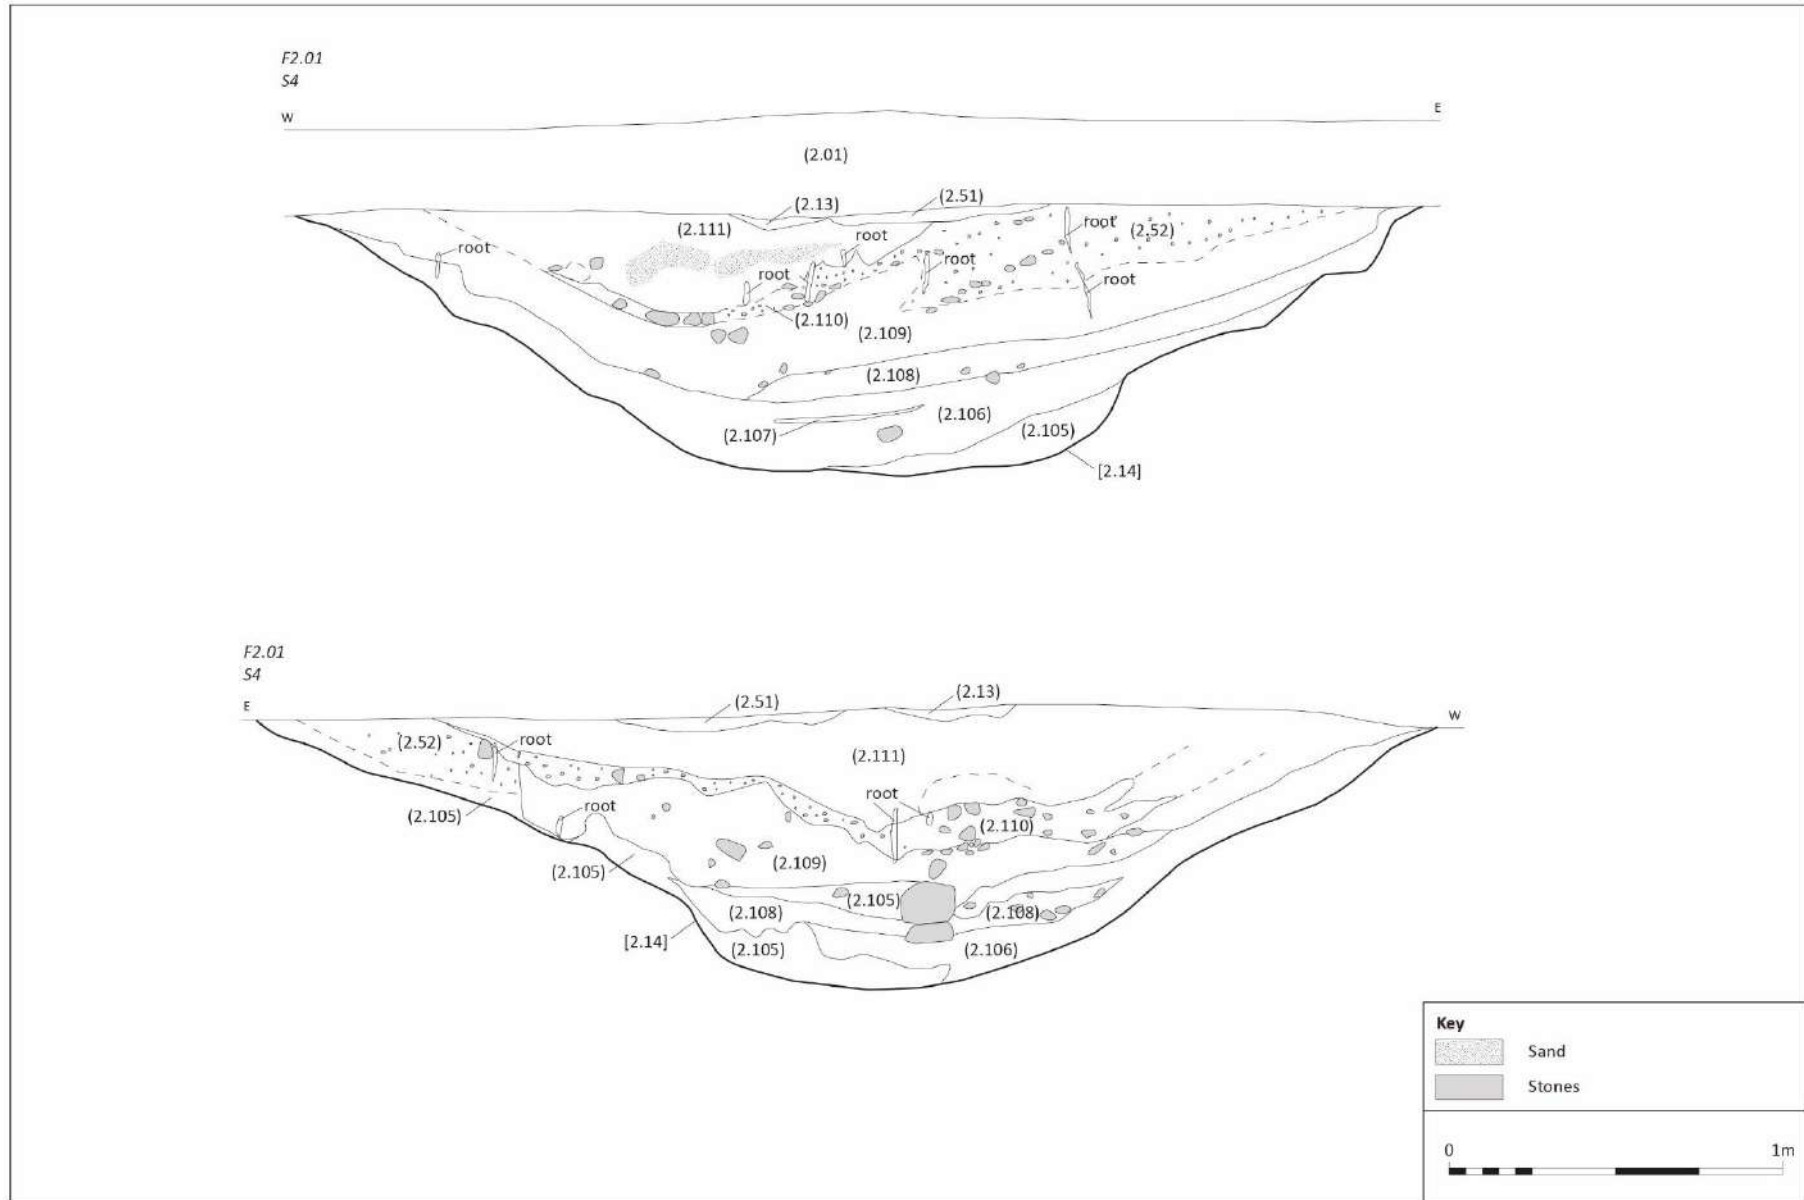 F2.01
S4
W
E
(2.01)
(2.13)
(2.51)
(2.111)
root
root
root
(2.52)
root
root
root
(2.110)
(2.109)
(2.108)
(2.106)
(2.107)
(2.105)
[2.14]
F2.01
S4
E
W
(2.51)
(2.13)
(2.52)
root
(2.111)
root
root
(2.105)
(2.110)
(2.109)
(2.105)
(2.105)
(2.108)
(2.108)
[2.14]
(2.105)
(2.106)
Key
Sand
Stones
0
1m